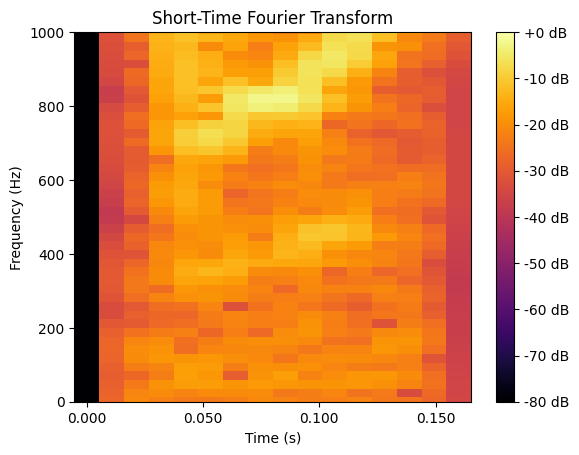 Short-Time Fourier Transform
1000
800
600
400
200
0
Frequency (Hz)
0.000
0.050
0.100
0.150
Time (s)
+0 dB
-10 dB
-20 dB
-30 dB
-40 dB
-50 dB
-60 dB
-70 dB
-80 dB